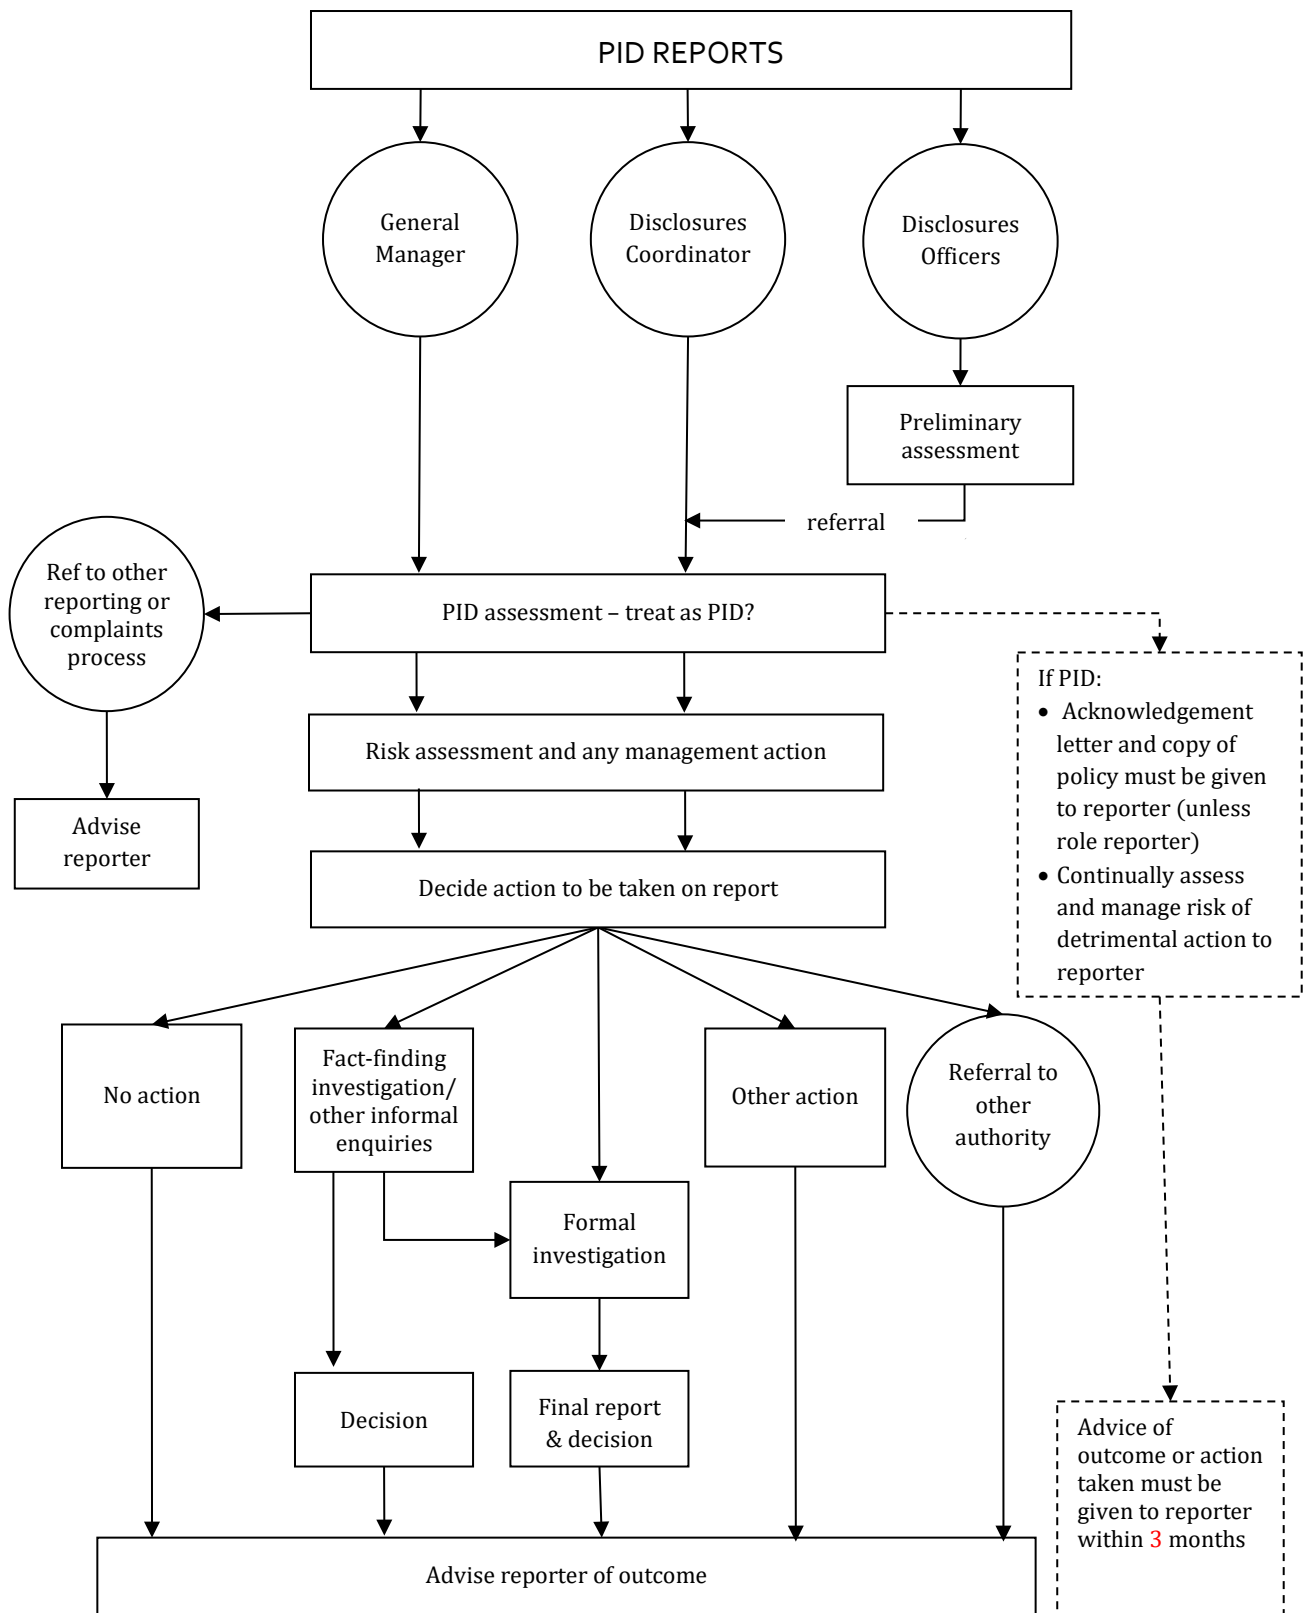 PID REPORTS
General
Manager
Disclosures
Coordinator
Disclosures
Officers
Preliminary
assessment
referral
Ref to other
reporting or
complaints
process
PID assessment – treat as PID?
If PID:
• Acknowledgement
letter and copy of
policy must be given
to reporter (unless
role reporter)
• Continually assess
and manage risk of
detrimental action to
reporter
Risk assessment and any management action
Advise
reporter
Decide action to be taken on report
No action
Fact-finding
investigation/
other informal
enquiries
Other action
Referral to
other
authority
Formal
investigation
Decision
Final report
& decision
Advice of
outcome or action
taken must be
given to reporter
within 3 months
Advise reporter of outcome